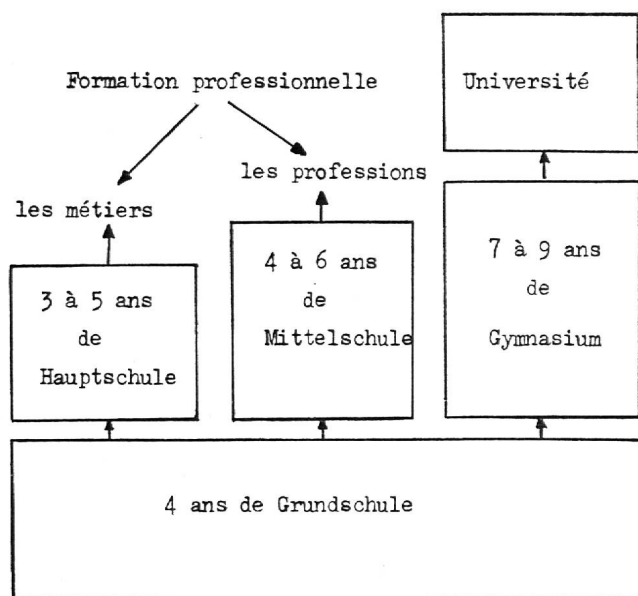 Formation professionnelle
Université
les professions
les métiers
3 à 5 ans
de
Hauptschule
4 à 6 ans
de
Mittelschule
7 à 9 ans
de
Gymnasium
4 ans de Grundschule